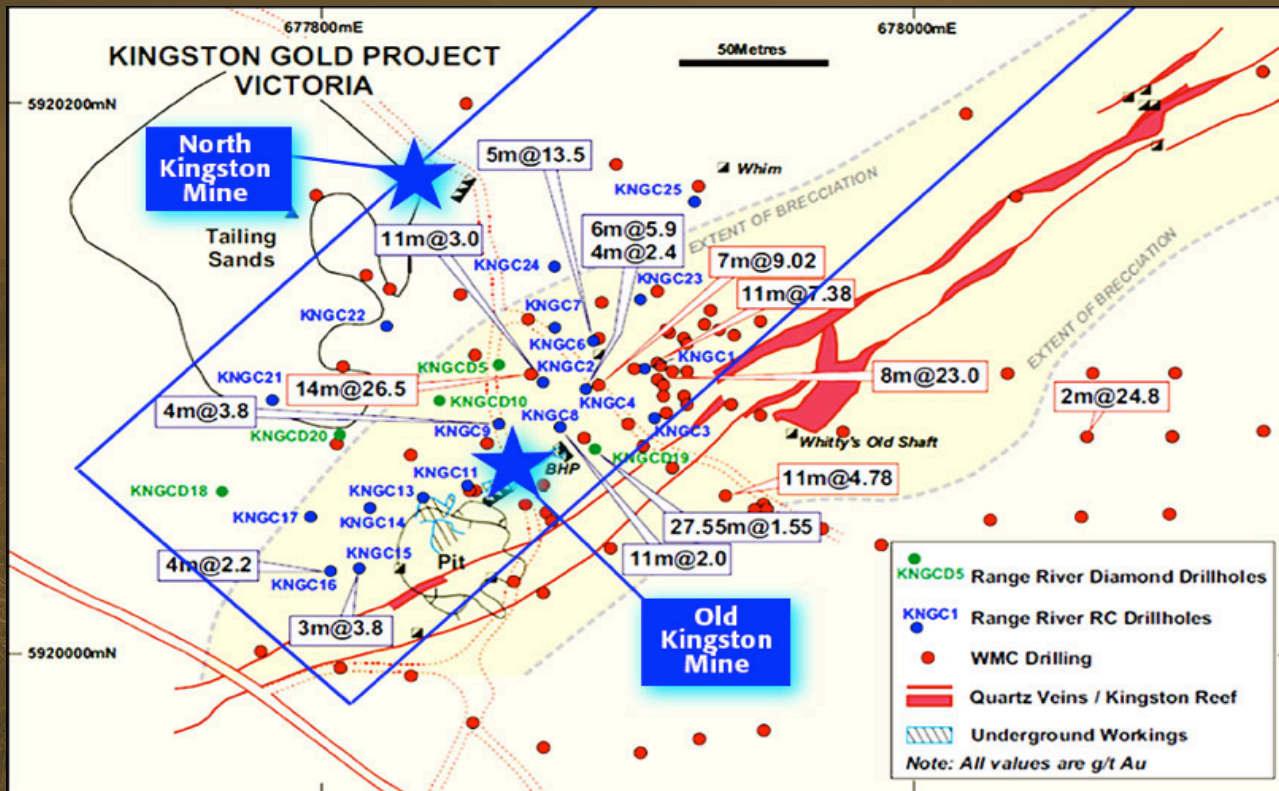 677800mE
678000mE
KINGSTON GOLD PROJECT
VICTORIA
50Metres
5920200mN
North
Kingston
Mine
5m@13.5
Whim
KNGC25
Tailing
Sands
11m@3.0
6m@5.9
4m@2.4
EXTENT OF BRECCIATION
KNGC24
KNGC23
7m@9.02
EXTENT OF BRECCIATION
11m@7.38
KNGC7
KNGC22
KNGC6
KNGC1
KNGCD5
KNGC2
KNGC21
14m@26.5
8m@23.0
KNGCD10
KNGC4
2m@24.8
4m@3.8
KNGC8
KNGC9
KNGC3
KNGCD20
Whitty's Old Shaft
KNGCD19
BHP
KNGCD18
KNGC11
11m@4.78
KNGC13
KNGC17
KNGC14
27.55m@1.55
KNGC15
Pit
11m@2.0
4m@2.2
KNGC16
3m@3.8
Old
Kingston
Mine
5920000mN
KNGCD5 Range River Diamond Drillholes
KNGC1 Range River RC Drillholes
WMC Drilling
Quartz Veins / Kingston Reef
Underground Workings
Note: All values are g/t Au